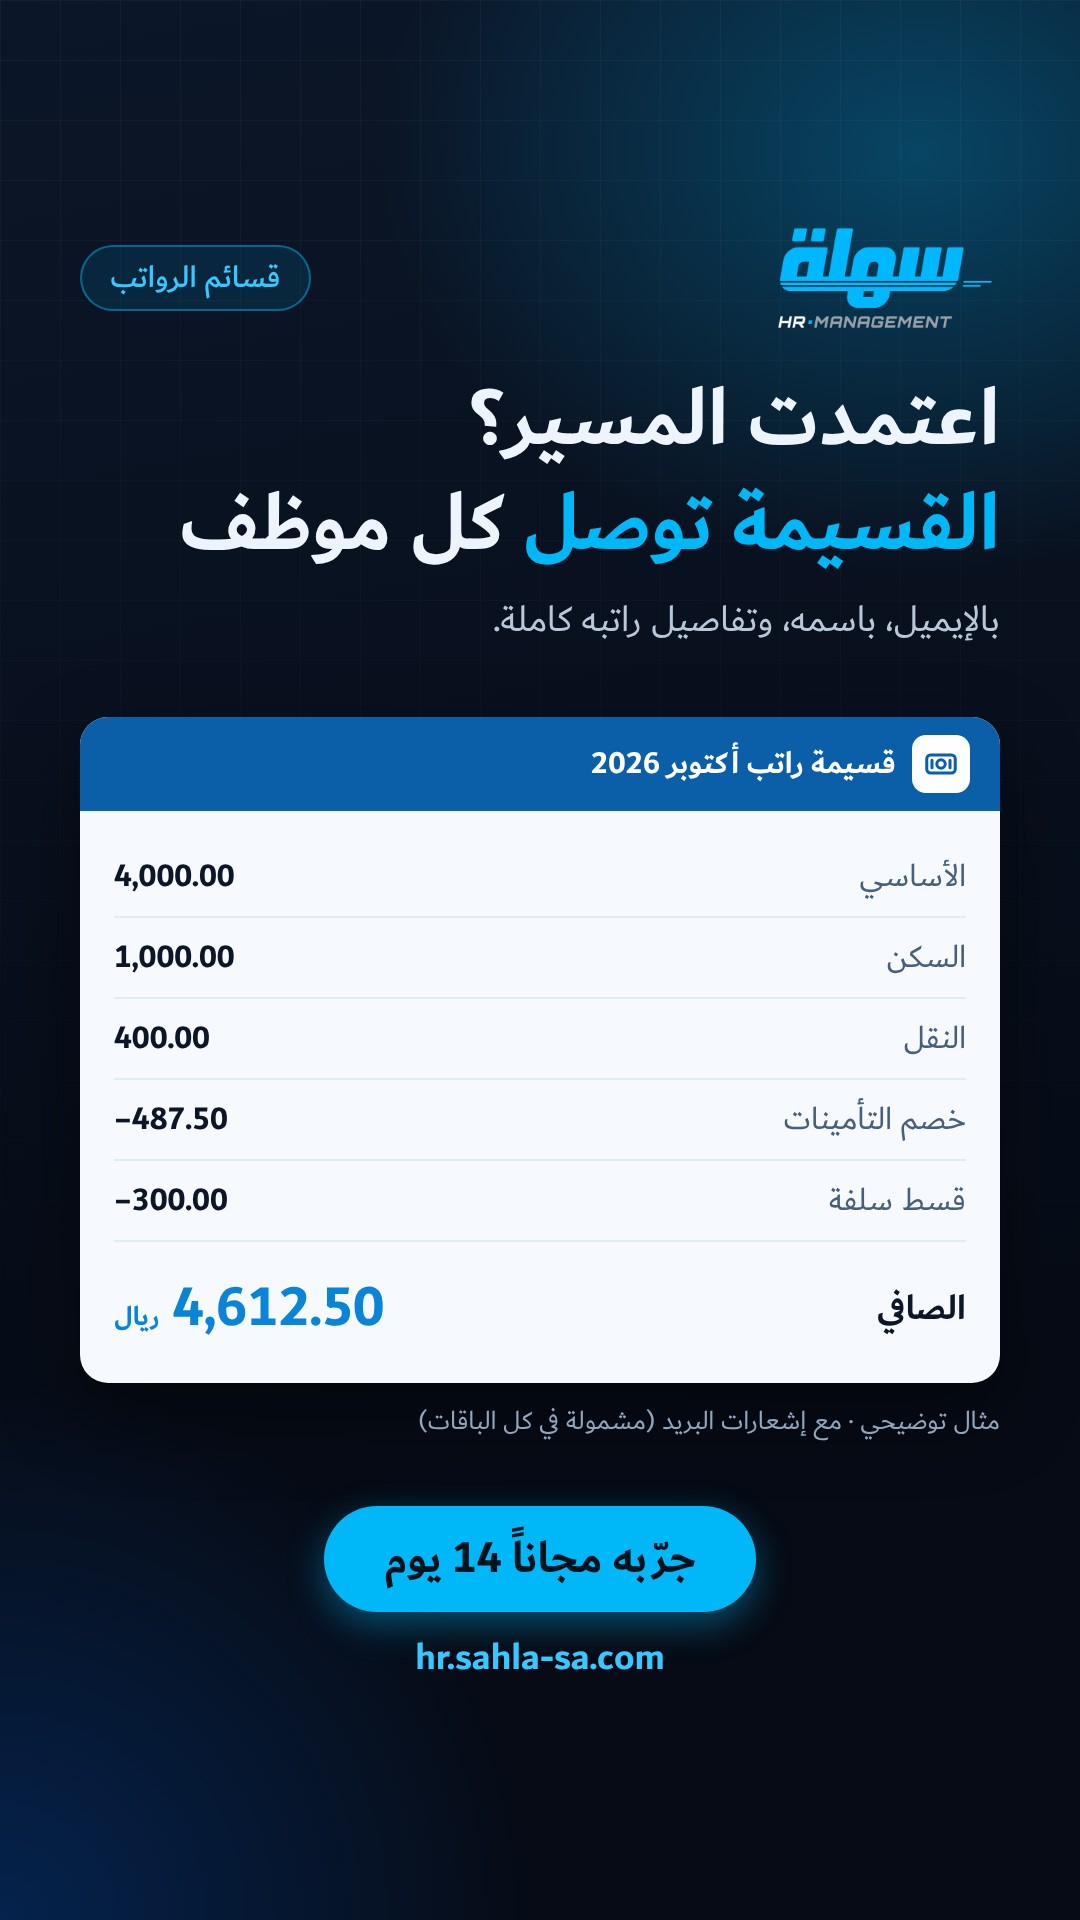 سهلة
HR·MANAGEMENT
قسائم الرواتب
اعتمدت المسير؟
القسيمة توصل كل موظف
بالإيميل، باسمه، وتفاصيل راتبه كاملة.
قسيمة راتب أكتوبر 2026
الأساسي 4,000.00
السكن 1,000.00
النقل 400.00
خصم التأمينات −487.50
قسط سلفة −300.00
الصافي 4,612.50 ريال
مثال توضيحي · مع إشعارات البريد (مشمولة في كل الباقات)
جرّبه مجاناً 14 يوم
hr.sahla-sa.com